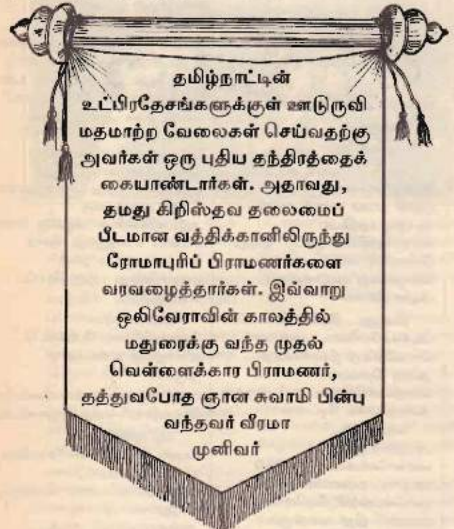 தமிழ்நாட்டின்
உட்பிரதேசங்களுக்குள் ஊடுருவி
மதமாற்ற வேலைகள் செய்வதற்கு
அவர்கள் ஒரு புதிய தந்திரத்தைக்
கையாண்டார்கள். அதாவது,
தமது கிறிஸ்தவ தலைமைப்
பீடமான வத்திக்கானிலிருந்து
ரோமாபுரிப் பிராமணர்களை
வரவழைத்தார்கள். இவ்வாறு
ஒலிவேராவின் காலத்தில்
மதுரைக்கு வந்த முதல்
வெள்ளைக்கார பிராமணர்,
தத்துவபோத ஞான சுவாமி பின்பு
வந்தவர் வீரமா
முனிவர்